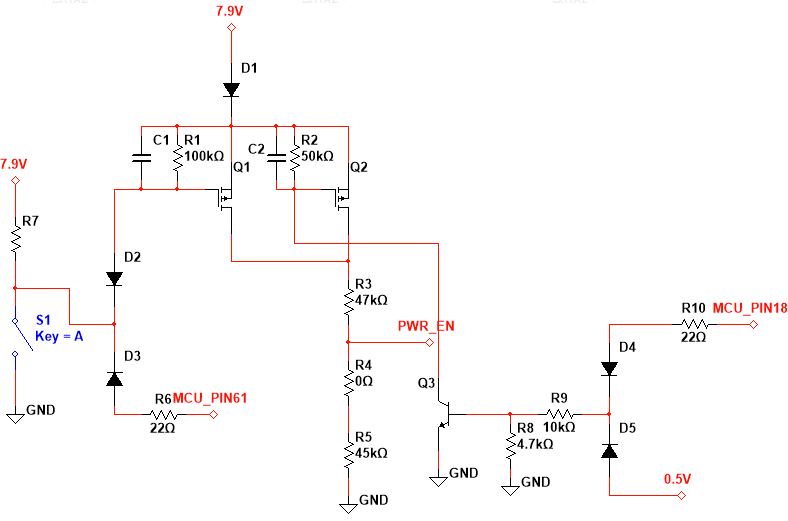 7.9V
D1
C1
R1
100kΩ
C2
R2
50kΩ
Q1
Q2
7.9V
R7
D2
R3
47kΩ
S1
Key = A
PWR_EN
R10
MCU_PIN18
22Ω
D3
R4
0Ω
D4
Q3
R6
MCU_PIN61
22Ω
GND
R9
10kΩ
R8
4.7kΩ
D5
R5
45kΩ
GND
GND
GND
0.5V